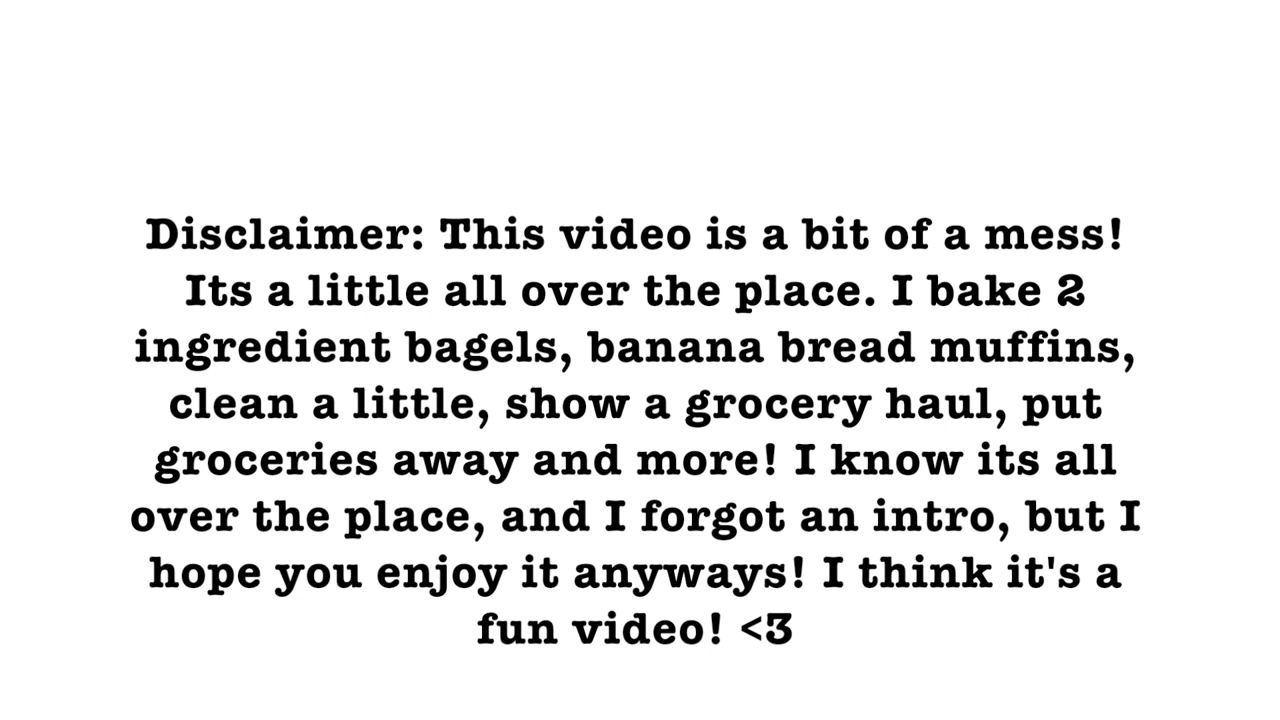 Disclaimer: This video is a bit of a mess!
Its a little all over the place. I bake 2
ingredient bagels, banana bread muffins,
clean a little, show a grocery haul, put
groceries away and more! I know its all
over the place, and I forgot an intro, but I
hope you enjoy it anyways! I think it's a
fun video! <3